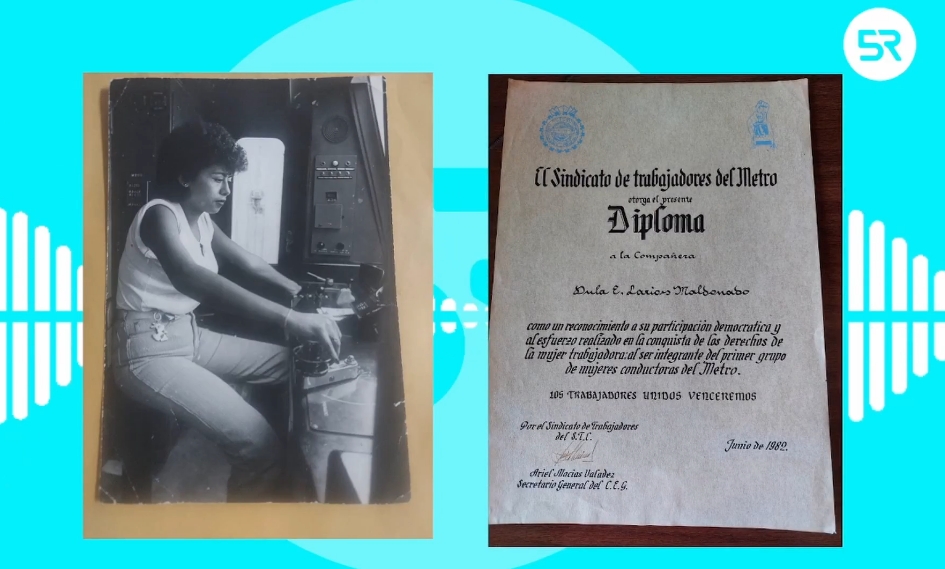 5R
El Sindicato de trabajadores del Metro
otorga el presente
Diploma
a la Compañera
Dula E. Larios Maldonado
como un reconocimiento a su participación democratica y
al esfuerzo realizado en la conquista de las derechos de
la mujer trabajadora: al ser integrante del primer grupo
de mujeres conductoras del Metro.
LOS TRABAJADORES UNIDOS VENCEREMOS
Por el Sindicato de Trabajadores
del S.T.C.
Ariel Macias Valadez
Secretario General del C.E.G.
Junio de 1982.